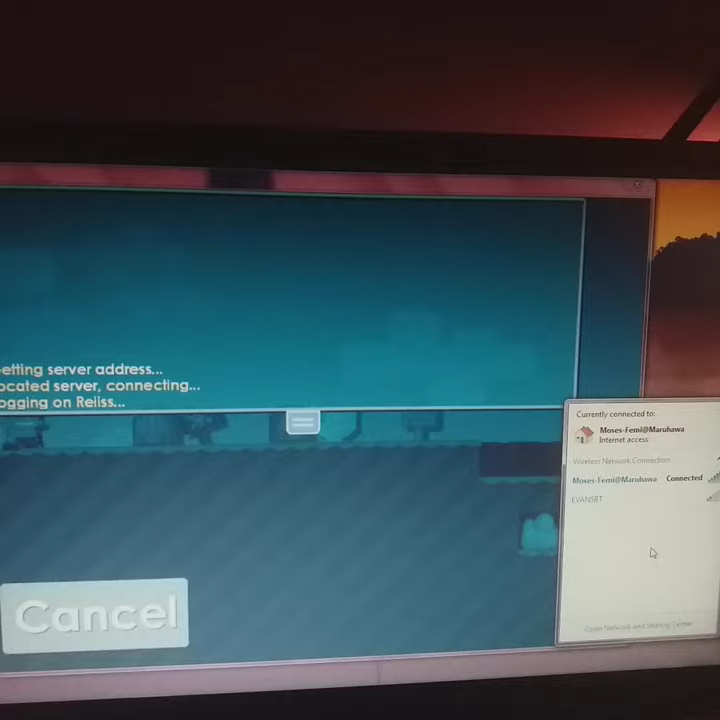 etting server address...
ocated server, connecting...
ogging on Reliss...
Cancel
Currently connected to:
Moses-Femi@Maruhawa
Internet access
Wireless Network Connection
Moses-Femi@Maruhawa Connected
EVANSBT
Open Network and Sharing Center